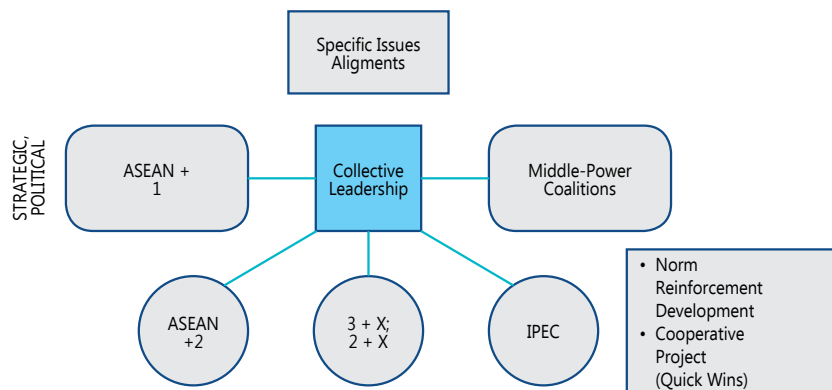 Specific Issues
Aligments
STRATEGIC,
POLITICAL
ASEAN +
1
Collective
Leadership
Middle-Power
Coalitions
ASEAN
+2
3 + X;
2 + X
IPEC
• Norm
Reinforcement
Development
• Cooperative
Project
(Quick Wins)